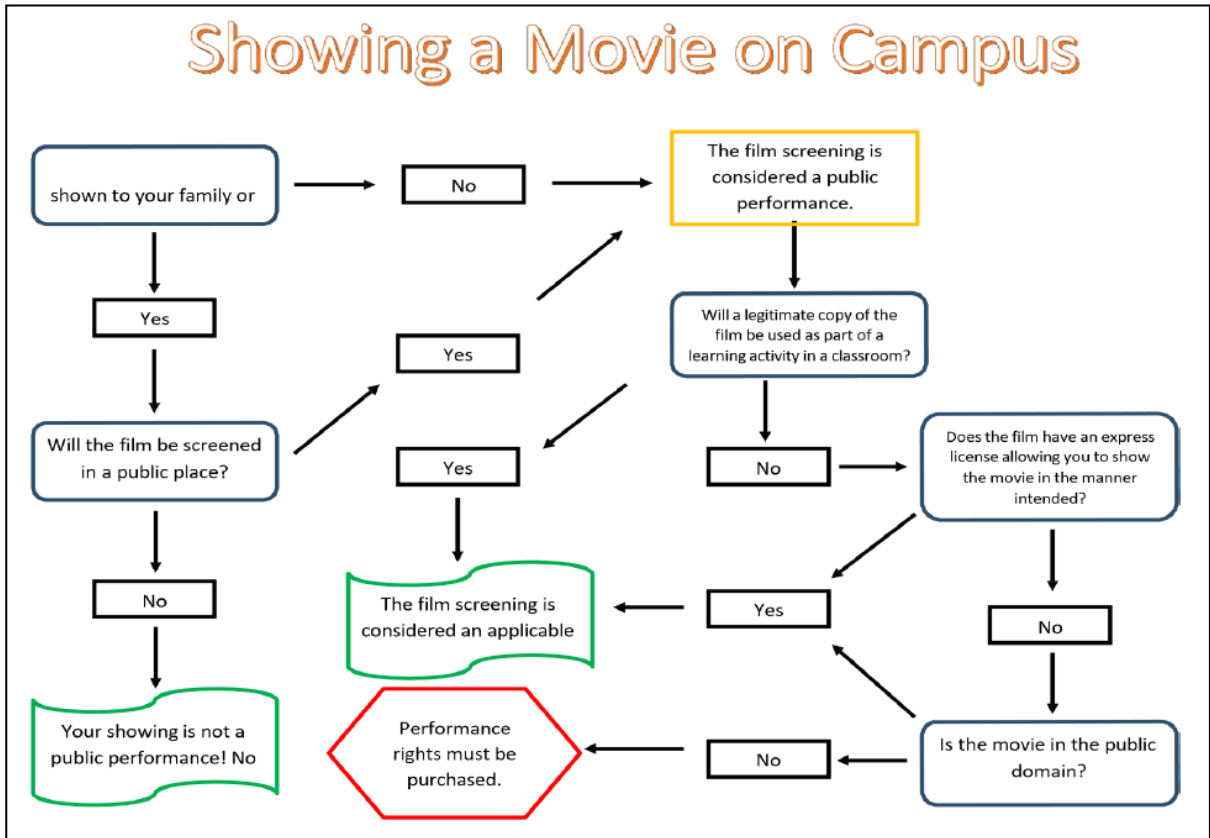 Showing a Movie on Campus
shown to your family or
No
The film screening is
considered a public
performance.
Yes
Yes
Will a legitimate copy of the
film be used as part of a
learning activity in a classroom?
Will the film be screened
in a public place?
Yes
No
Does the film have an express
license allowing you to show
the movie in the manner
intended?
No
The film screening is
considered an applicable
Yes
No
Your showing is not a
public performance! No
Performance
rights must be
purchased.
No
Is the movie in the public
domain?